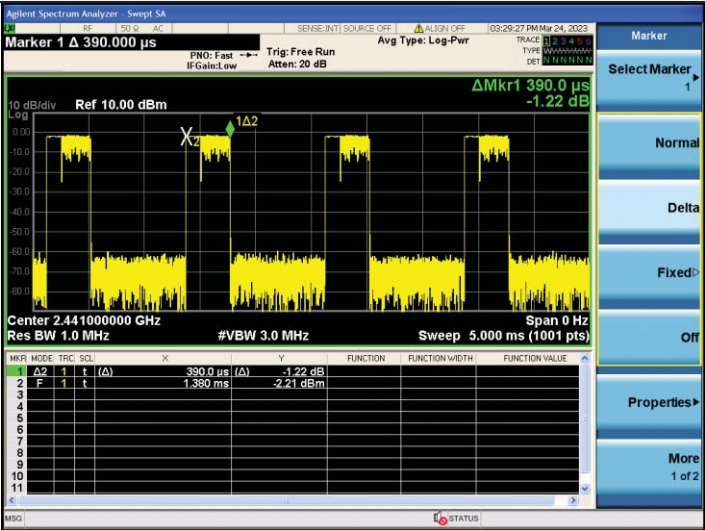 Agilent Spectrum Analyzer - Swept SA
RF 50 Ω AC SENSE:INT SOURCE OFF ALIGN OFF 03:29:27 PM Mar 24, 2023
Marker 1 Δ 390.000 μs
PNO: Fast
IFGain:Low
Trig: Free Run
Atten: 20 dB
Avg Type: Log-Pwr
TRACE 1 2 3 4 5 6
TYPE W
DET N N N N N N
ΔMkr1 390.0 μs
-1.22 dB
10 dB/div Ref 10.00 dBm
Log
0.00
-10.0
-20.0
-30.0
-40.0
-50.0
-60.0
-70.0
-80.0
X2
1Δ2
Center 2.441000000 GHz Span 0 Hz
Res BW 1.0 MHz #VBW 3.0 MHz Sweep 5.000 ms (1001 pts)
MKR MODE TRC SCL X Y FUNCTION FUNCTION WIDTH FUNCTION VALUE
1 Δ2 1 t (Δ) 390.0 μs (Δ) -1.22 dB
2 F 1 t 1.380 ms -2.21 dBm
3
4
5
6
7
8
9
10
11
MSG STATUS
Marker
Select Marker
1
Normal
Delta
Fixed
Off
Properties
More
1 of 2